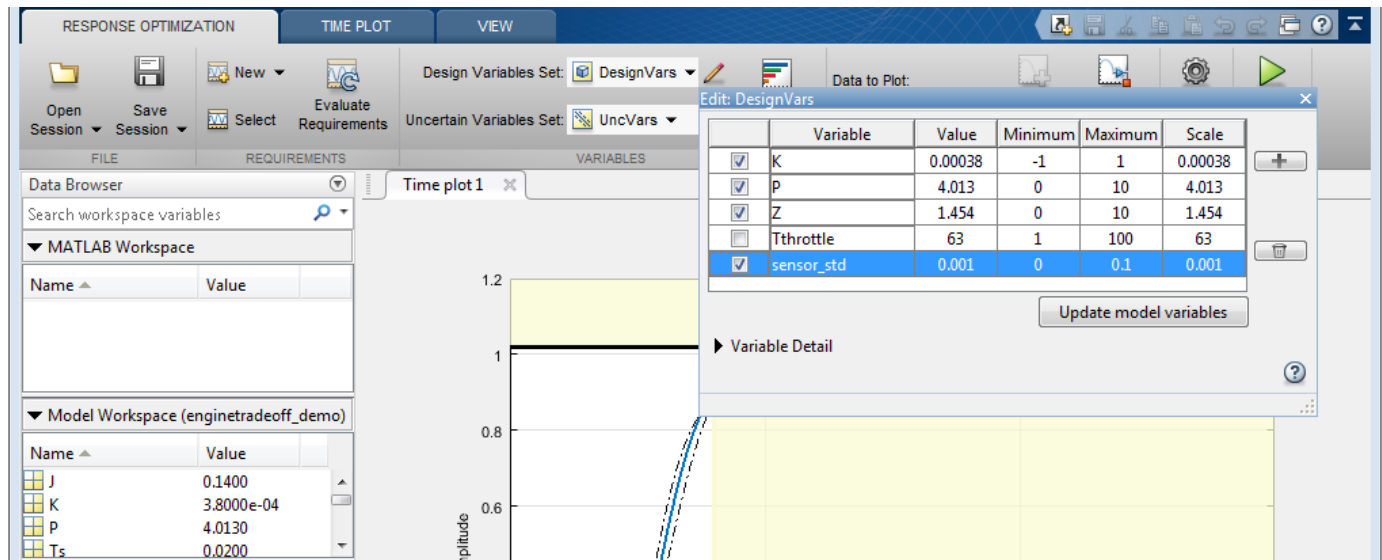 RESPONSE OPTIMIZATION TIME PLOT VIEW
New Design Variables Set: DesignVars Data to Plot:
Open Session Save Session Select Evaluate Requirements Uncertain Variables Set: UncVars
FILE REQUIREMENTS VARIABLES
Edit: DesignVars
Variable Value Minimum Maximum Scale
K 0.00038 -1 1 0.00038
P 4.013 0 10 4.013
Z 1.454 0 10 1.454
Tthrottle 63 1 100 63
sensor_std 0.001 0 0.1 0.001
Update model variables
Variable Detail
Data Browser
Search workspace variables
MATLAB Workspace
Name Value
Model Workspace (enginetradeoff_demo)
Name Value
J 0.1400
K 3.8000e-04
P 4.0130
Ts 0.0200
Time plot 1
1.2
1
0.8
0.6